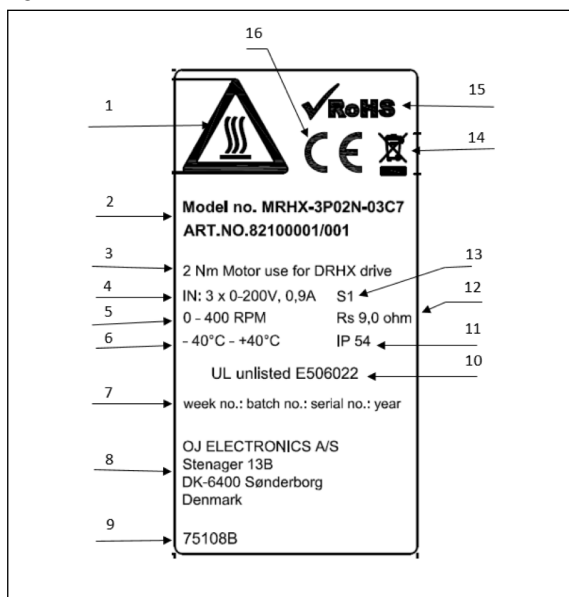 16
1
RoHS
15
CE
14
2
Model no. MRHX-3P02N-03C7
ART.NO.82100001/001
3
2 Nm Motor use for DRHX drive
13
4
IN: 3 x 0-200V, 0,9A S1
12
5
0 - 400 RPM Rs 9,0 ohm
11
6
- 40°C - +40°C IP 54
10
UL unlisted E506022
7
week no.: batch no.: serial no.: year
8
OJ ELECTRONICS A/S
Stenager 13B
DK-6400 Sønderborg
Denmark
9
75108B